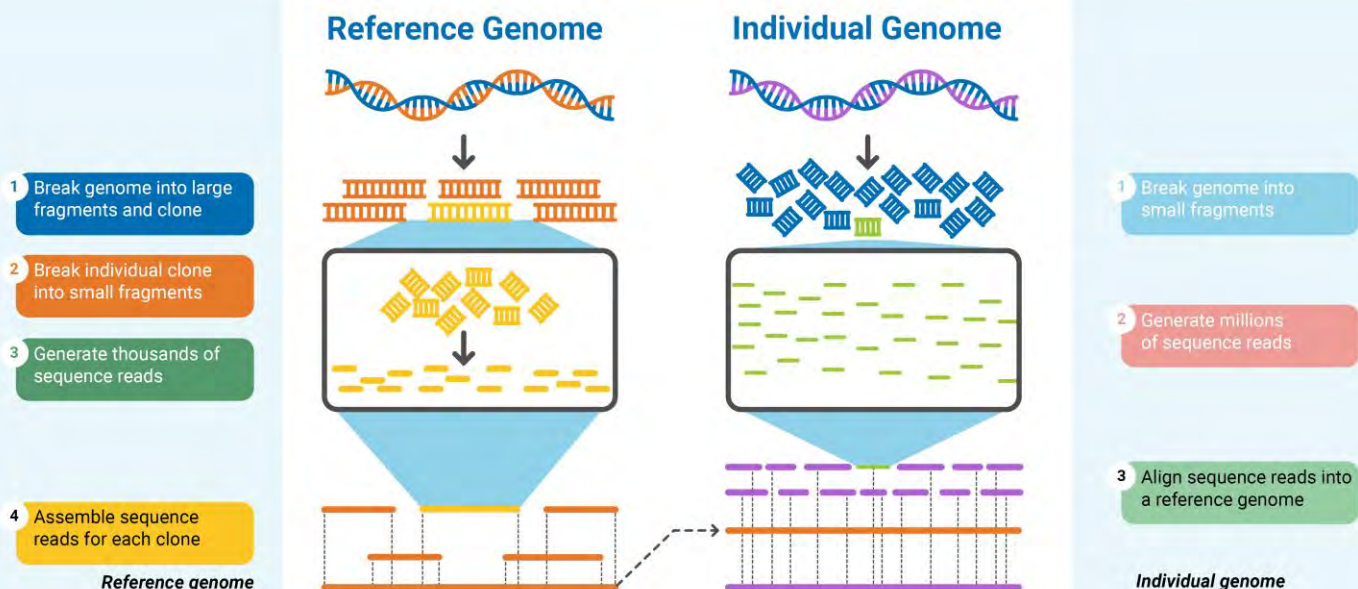 Reference Genome
Individual Genome
1 Break genome into large
fragments and clone
2 Break individual clone
into small fragments
3 Generate thousands of
sequence reads
4 Assemble sequence
reads for each clone
Reference genome
1 Break genome into
small fragments
2 Generate millions
of sequence reads
3 Align sequence reads into
a reference genome
Individual genome